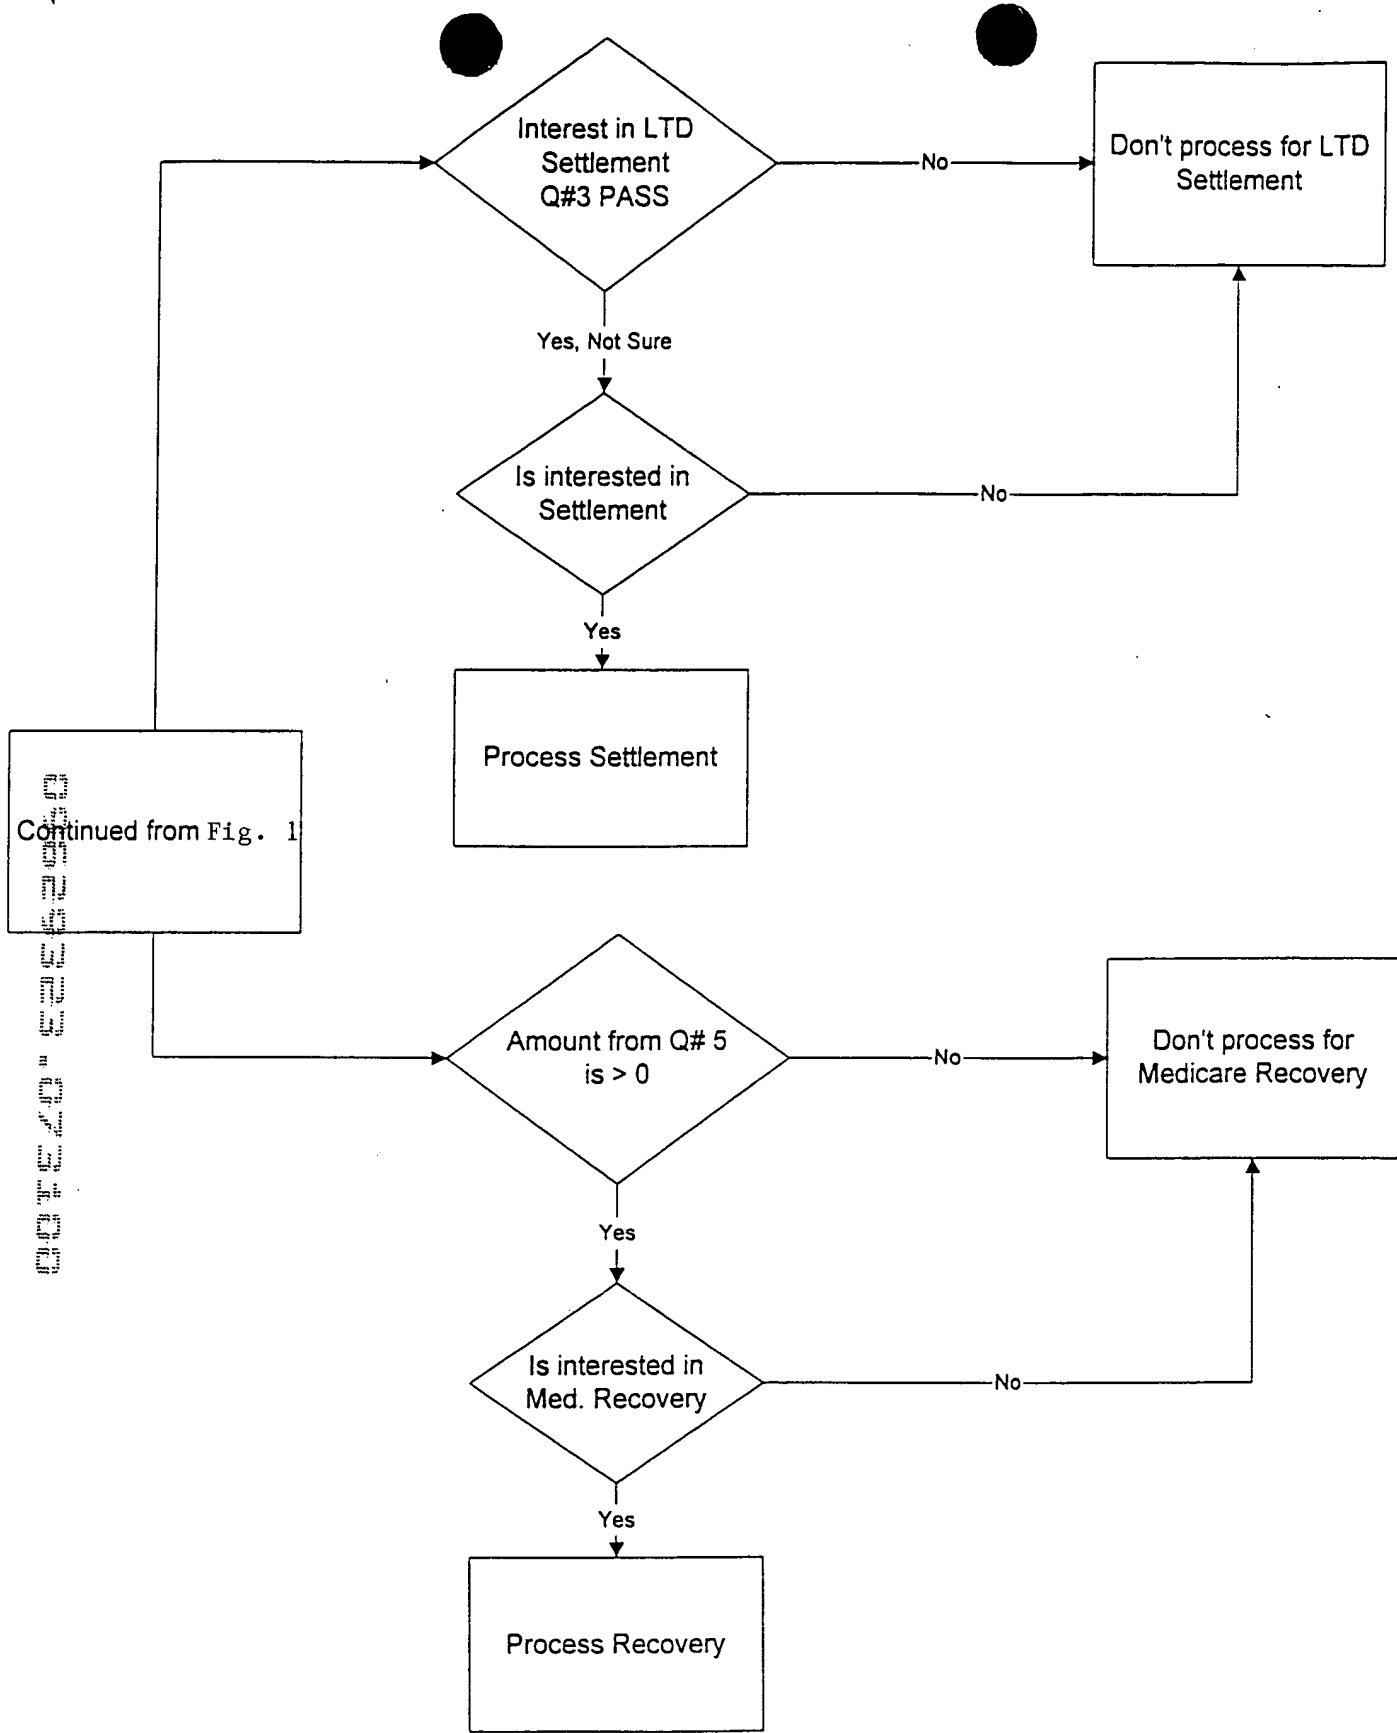 Interest in LTD
Settlement
Q#3 PASS
No
Don't process for LTD
Settlement
Yes, Not Sure
Is interested in
Settlement
No
Yes
Process Settlement
Continued from Fig. 1
Amount from Q# 5
is > 0
No
Don't process for
Medicare Recovery
Yes
Is interested in
Med. Recovery
No
Yes
Process Recovery